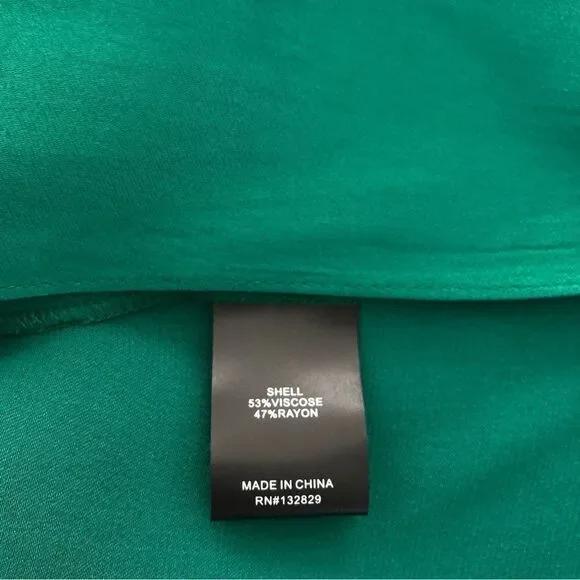 SHELL
53%VISCOSE
47%RAYON
MADE IN CHINA
RN#132829